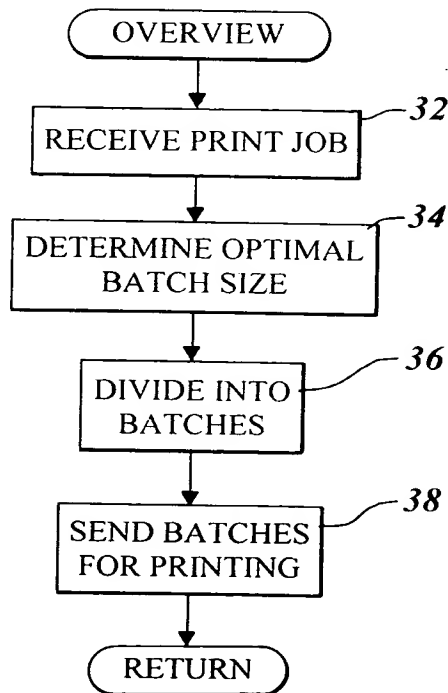 OVERVIEW
32
RECEIVE PRINT JOB
34
DETERMINE OPTIMAL
BATCH SIZE
36
DIVIDE INTO
BATCHES
38
SEND BATCHES
FOR PRINTING
RETURN